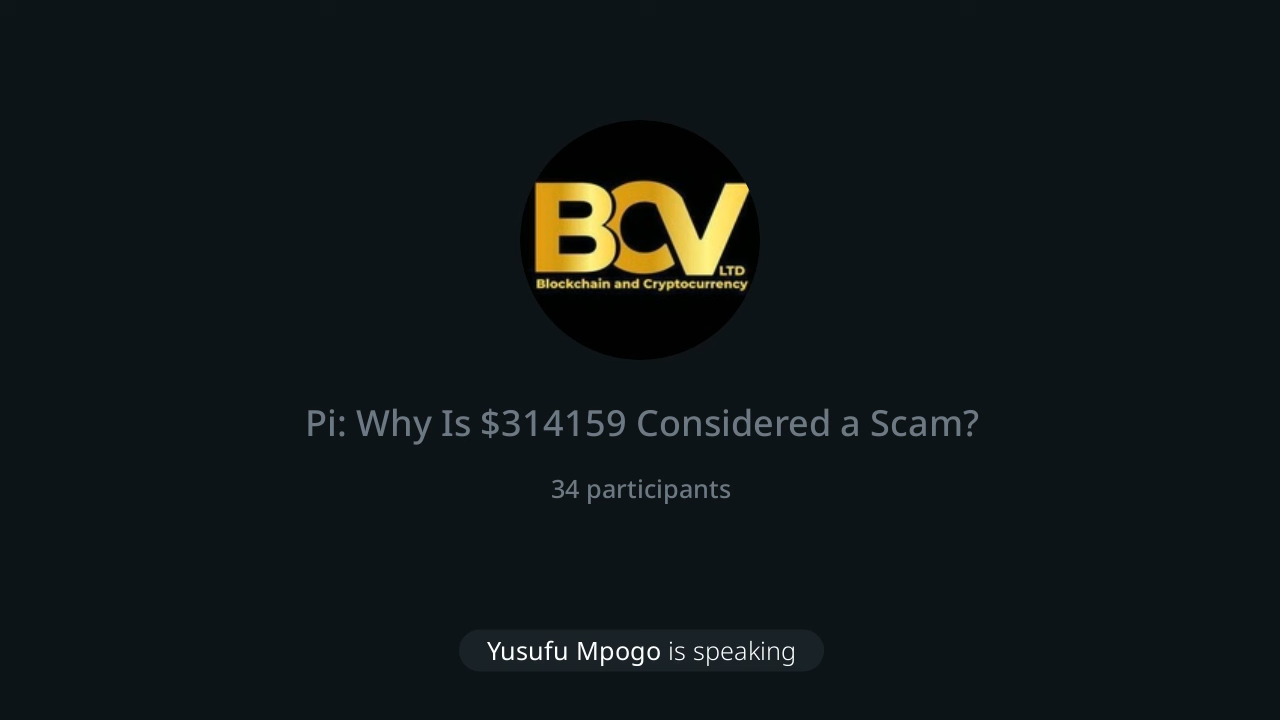 BCV
LTD
Blockchain and Cryptocurrency
Pi: Why Is $314159 Considered a Scam?
34 participants
Yusufu Mpogo is speaking